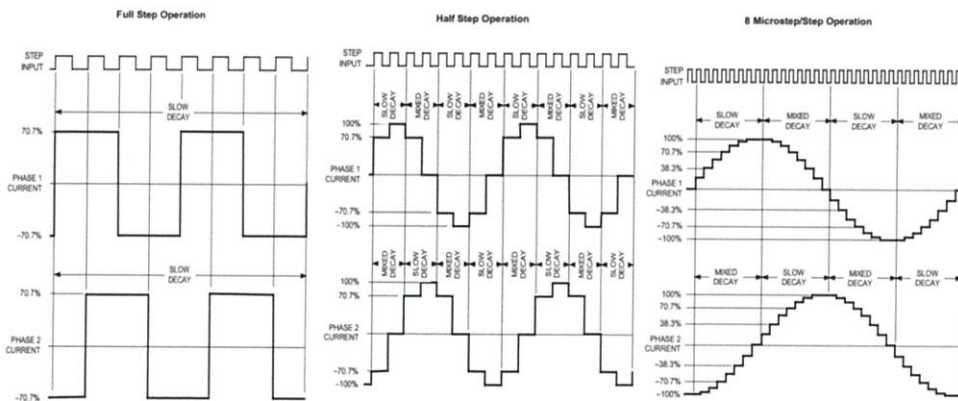 Full Step Operation
STEP
INPUT
SLOW
DECAY
70.7%
PHASE 1
CURRENT
–70.7%
SLOW
DECAY
70.7%
PHASE 2
CURRENT
–70.7%
Half Step Operation
STEP
INPUT
SLOW
DECAY
MIXED
DECAY
SLOW
DECAY
MIXED
DECAY
SLOW
DECAY
MIXED
DECAY
SLOW
DECAY
MIXED
DECAY
100%
70.7%
PHASE 1
CURRENT
–70.7%
–100%
MIXED
DECAY
SLOW
DECAY
MIXED
DECAY
SLOW
DECAY
MIXED
DECAY
SLOW
DECAY
MIXED
DECAY
SLOW
DECAY
100%
70.7%
PHASE 2
CURRENT
–70.7%
–100%
8 Microstep/Step Operation
STEP
INPUT
SLOW
DECAY
MIXED
DECAY
SLOW
DECAY
MIXED
DECAY
100%
70.7%
38.3%
PHASE 1
CURRENT
–38.3%
–70.7%
–100%
MIXED
DECAY
SLOW
DECAY
MIXED
DECAY
SLOW
DECAY
100%
70.7%
38.3%
PHASE 2
CURRENT
–38.3%
–70.7%
–100%